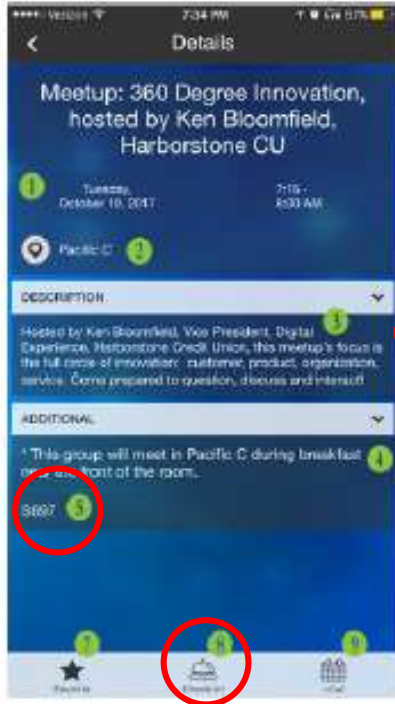 Verizon
7:34 PM
57%
Details
Meetup: 360 Degree Innovation,
hosted by Ken Bloomfield,
Harborstone CU
1
Tuesday,
7:15 -
October 2017
8:00 AM
Pacific C
2
DESCRIPTION
3
Hosted by Ken Bloomfield, Vice President, Digital
Experience, Harborstone Credit Union, this meetup's focus is
the full circle of innovation: customer, product, organization,
service. Come prepared to question, discuss and interact!
ADDITIONAL
* This group will meet in Pacific C during breakfast
4
near the front of the room.
S697
5
7
8
9